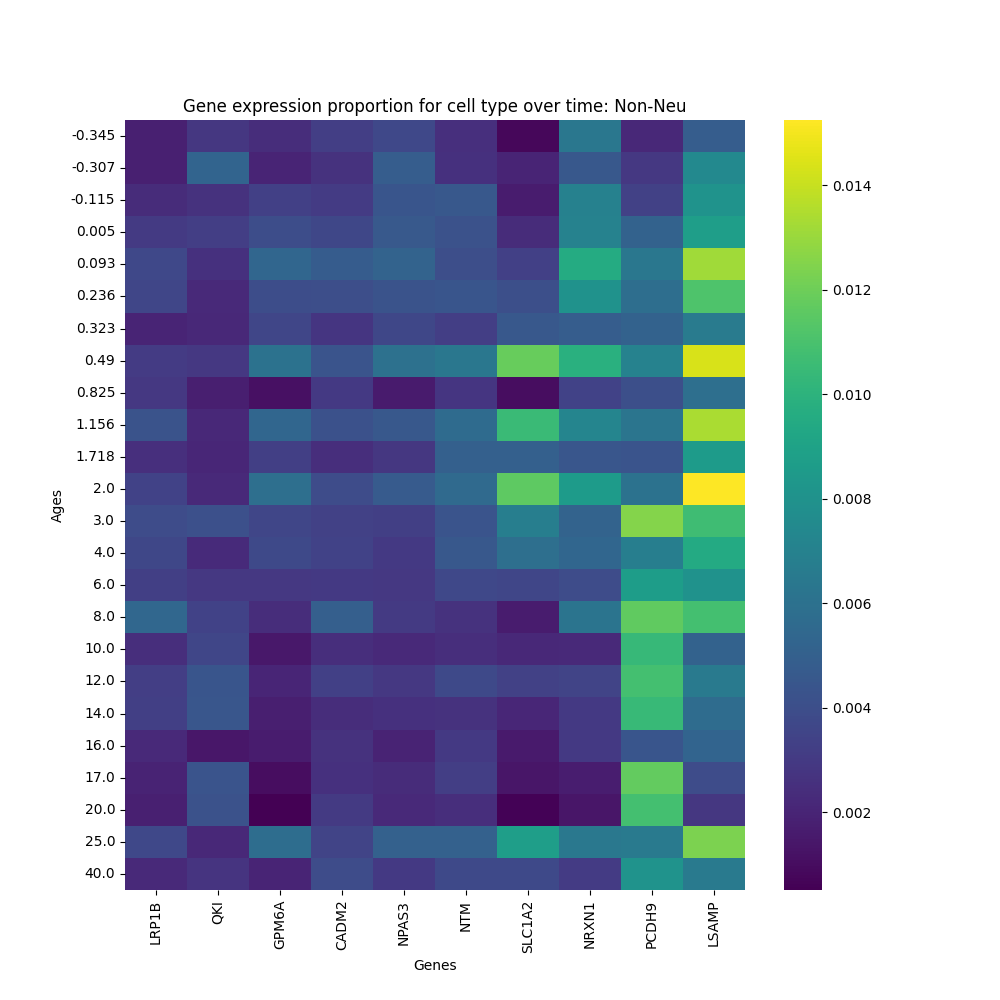 Gene expression proportion for cell type over time: Non-Neu
-0.345
-0.307
-0.115
0.005
0.093
0.236
0.323
0.49
0.825
1.156
1.718
2.0
3.0
4.0
6.0
8.0
10.0
12.0
14.0
16.0
17.0
20.0
25.0
40.0
Ages
LRP1B
QKI
GPM6A
CADM2
NPAS3
NTM
SLC1A2
NRXN1
PCDH9
LSAMP
Genes
0.014
0.012
0.010
0.008
0.006
0.004
0.002